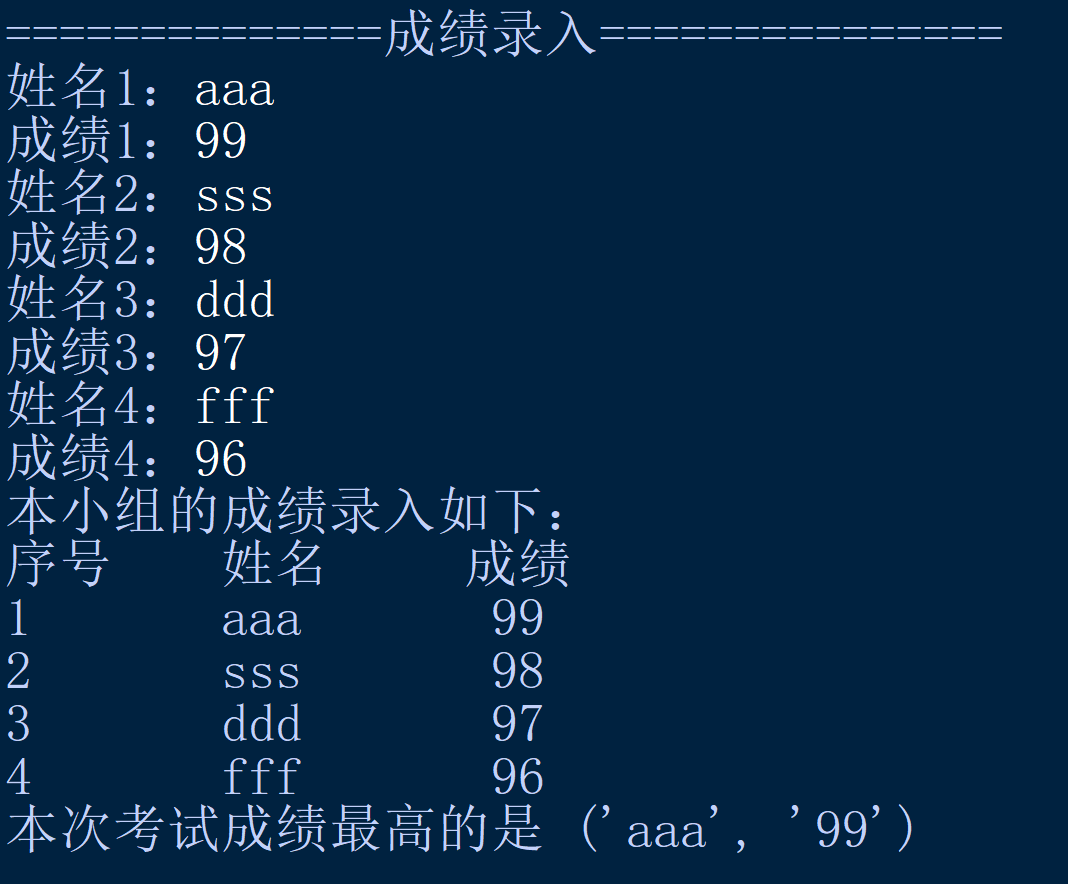 ==============成绩录入===============
姓名1：aaa
成绩1：99
姓名2：sss
成绩2：98
姓名3：ddd
成绩3：97
姓名4：fff
成绩4：96
本小组的成绩录入如下：
序号    姓名     成绩
1       aaa       99
2       sss       98
3       ddd       97
4       fff       96
本次考试成绩最高的是 ('aaa', '99')